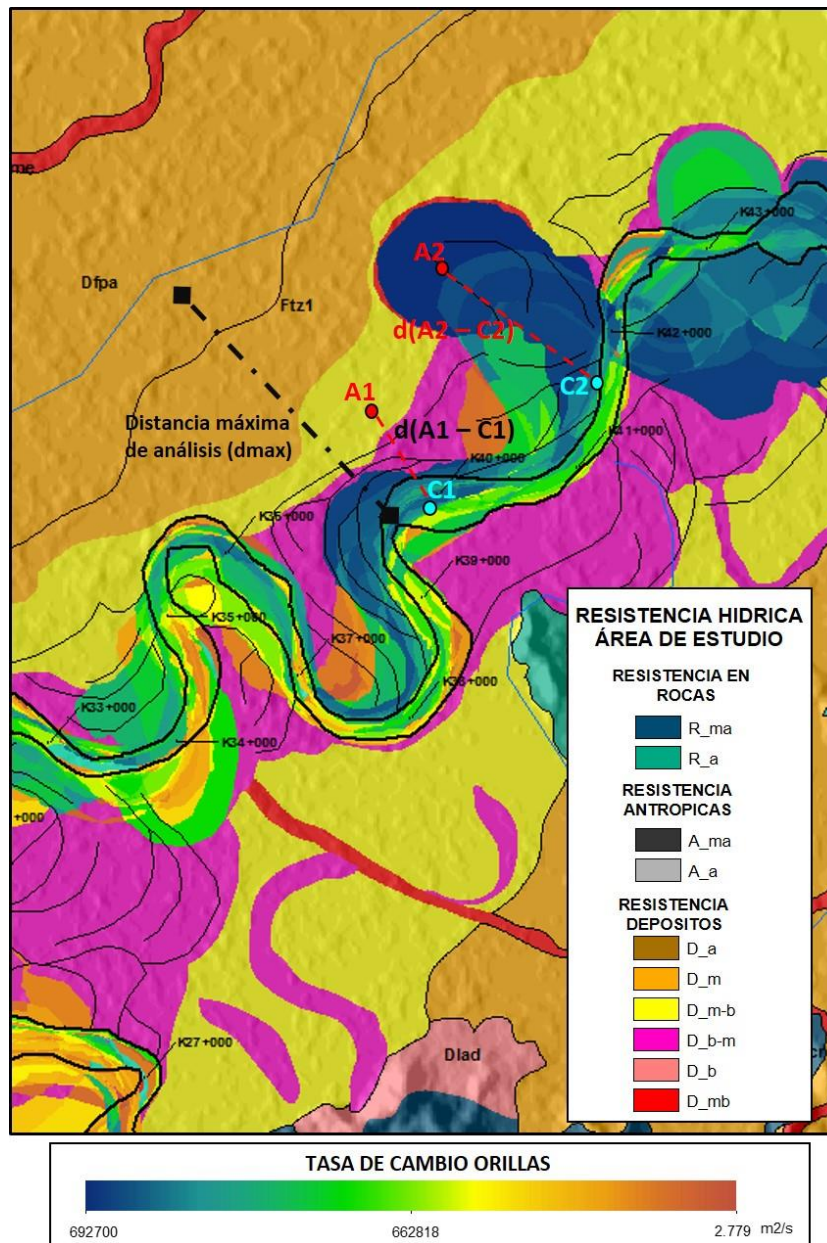 me
Dfpa
Ftz1
A2
K43+000
d(A2 – C2)
K42+000
A1
C2
Distancia máxima
de análisis (dmax)
d(A1 – C1)
K41+000
K40+000
C1
K39+000
K37+000
K38+000
K33+000
K34+000
+000
K27+000
Dlad
RESISTENCIA HIDRICA
ÁREA DE ESTUDIO
RESISTENCIA EN
ROCAS
R_ma
R_a
RESISTENCIA
ANTROPICAS
A_ma
A_a
RESISTENCIA
DEPOSITOS
D_a
D_m
D_m-b
D_b-m
D_b
D_mb
TASA DE CAMBIO ORILLAS
692700
662818
2.779 m2/s